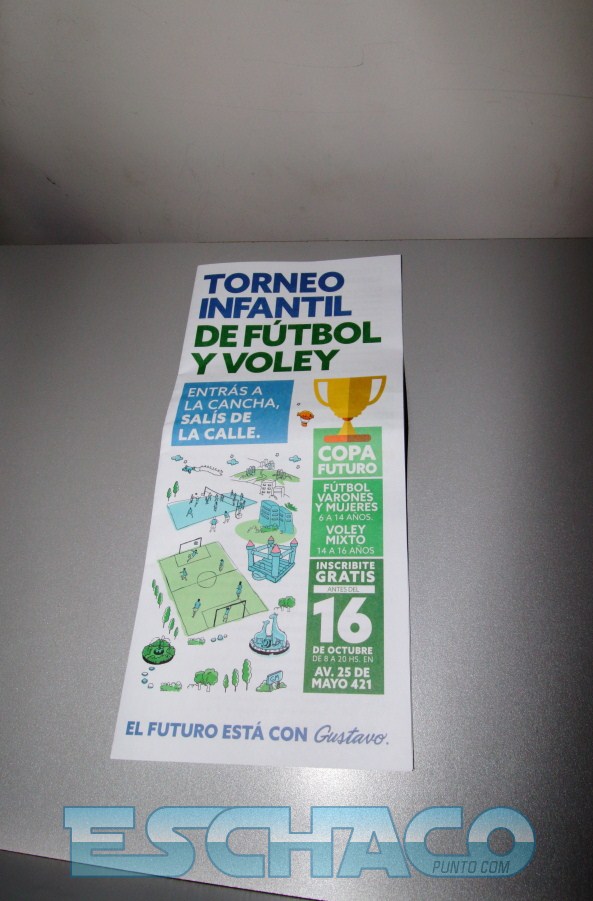 TORNEO
INFANTIL
DE FÚTBOL
Y VOLEY
ENTRÁS A
LA CANCHA,
SALÍS DE
LA CALLE.
COPA
FUTURO
FÚTBOL
VARONES
Y MUJERES
6 A 14 AÑOS.
VOLEY
MIXTO
14 A 16 AÑOS
INSCRIBITE
GRATIS
ANTES DEL
16
DE OCTUBRE
DE 8 A 20 HS. EN
AV. 25 DE
MAYO 421
EL FUTURO ESTÁ CON Gustavo.
ESCHACO
PUNTO COM